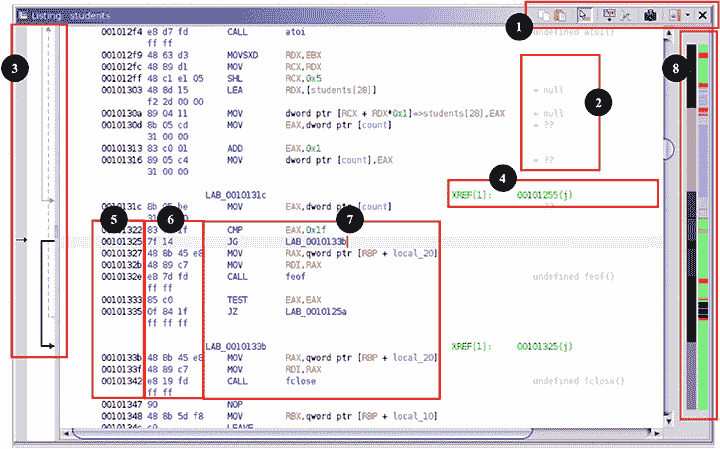 Listing: students
1
001012f4 e8 d7 fd CALL atoi undefined atoi()
ff ff
001012f9 48 63 d3 MOVSXD RDX,EBX
3
8
001012fc 48 89 d1 MOV RCX,RDX
001012ff 48 c1 e1 05 SHL RCX,0x5
00101303 48 8d 15 LEA RDX,[students[28]] = null
f2 2d 00 00
2
0010130a 89 04 11 MOV dword ptr [RCX + RDX*0x1]=>students[28],EAX = null
0010130d 8b 05 cd MOV EAX,dword ptr [count] = ??
31 00 00
00101313 83 c0 01 ADD EAX,0x1
00101316 89 05 c4 MOV dword ptr [count],EAX = ??
31 00 00
4
LAB_0010131c XREF[1]: 00101255(j)
0010131c 8b MOV EAX,dword ptr [count]
5 6 7
00101322 83 CMP EAX,0x1f
00101325 7f 14 JG LAB_0010133b
00101327 48 8b 45 e8 MOV RAX,qword ptr [RBP + local_20]
0010132b 48 89 c7 MOV RDI,RAX
0010132e e8 7d fd CALL feof undefined feof()
ff ff
00101333 85 c0 TEST EAX,EAX
00101335 0f 84 1f JZ LAB_0010125a
ff ff ff
LAB_0010133b XREF[1]: 00101325(j)
0010133b 48 8b 45 e8 MOV RAX,qword ptr [RBP + local_20]
0010133f 48 89 c7 MOV RDI,RAX
00101342 e8 19 fd CALL fclose undefined fclose()
ff ff
00101347 90 NOP
00101348 48 8b 5d f8 MOV RBX,qword ptr [RBP + local_10]
0010134c c9 LEAVE